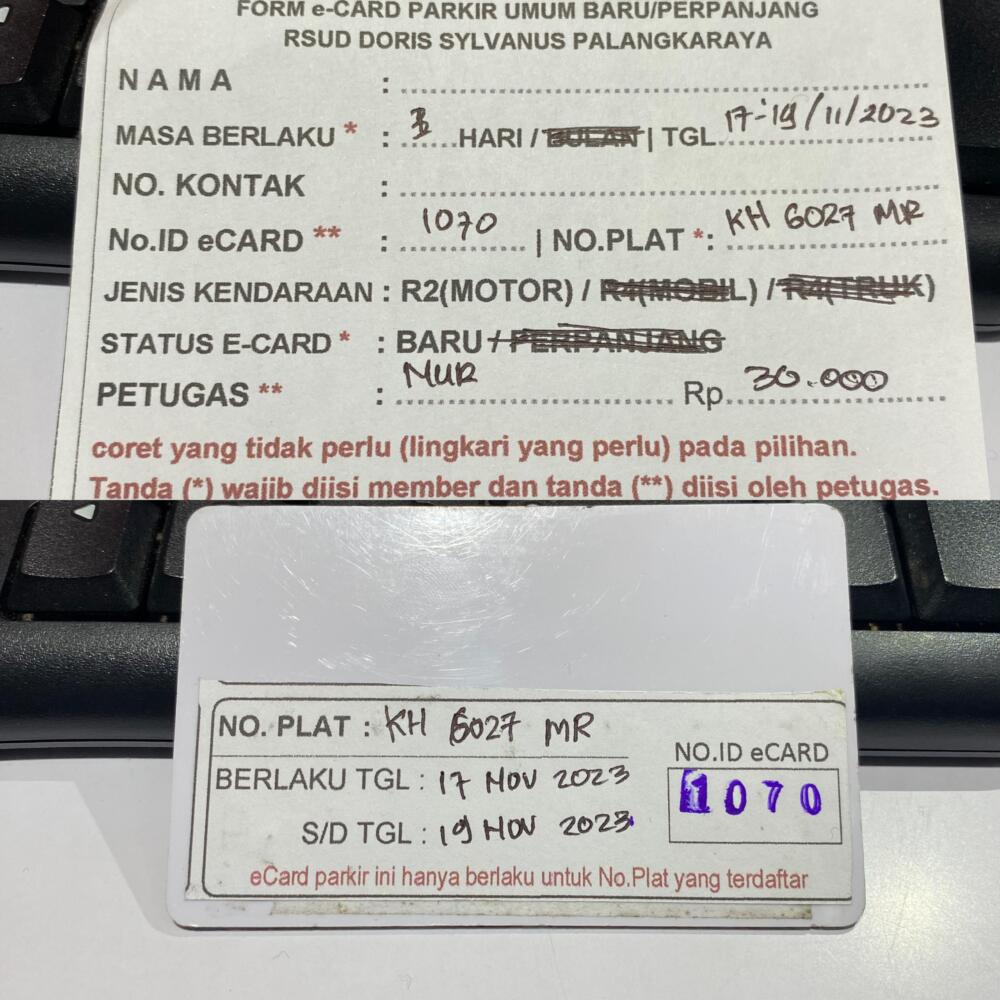 FORM e-CARD PARKIR UMUM BARU/PERPANJANG
RSUD DORIS SYLVANUS PALANGKARAYA
N A M A :
MASA BERLAKU * : 3 HARI / BULAN | TGL 17-19/11/2023
NO. KONTAK :
No.ID eCARD ** : 1070 | NO.PLAT *: KH 6027 MR
JENIS KENDARAAN : R2(MOTOR) / R4(MOBIL) / R4(TRUK)
STATUS E-CARD * : BARU / PERPANJANG
PETUGAS ** : MUR Rp. 30.000
coret yang tidak perlu (lingkari yang perlu) pada pilihan.
Tanda (*) wajib diisi member dan tanda (**) diisi oleh petugas.
NO. PLAT : KH 6027 MR
BERLAKU TGL : 17 NOV 2023
S/D TGL : 19 NOV 2023
NO.ID eCARD
1070
eCard parkir ini hanya berlaku untuk No.Plat yang terdaftar